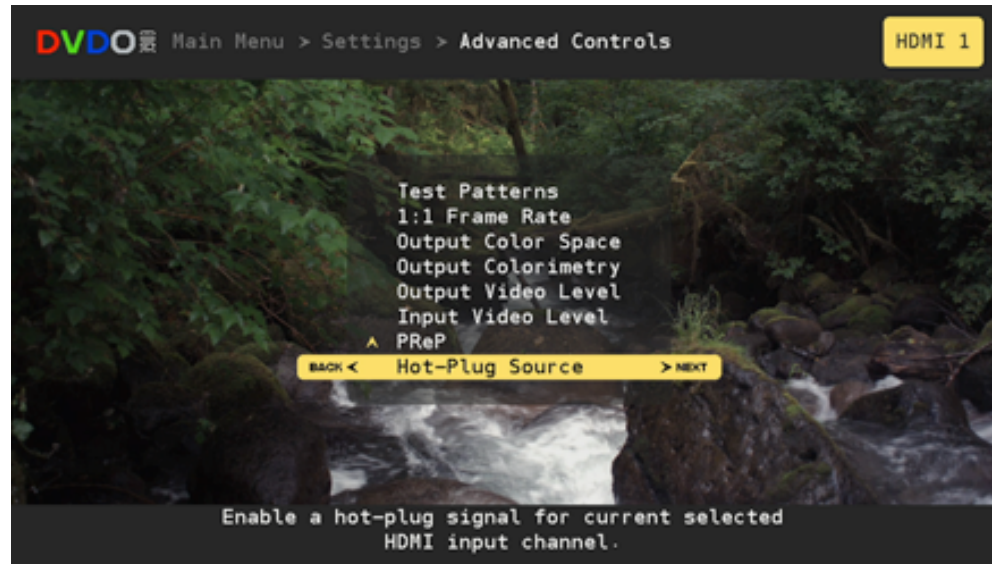 DVDO Main Menu > Settings > Advanced Controls
HDMI 1
Test Patterns
1:1 Frame Rate
Output Color Space
Output Colorimetry
Output Video Level
Input Video Level
PReP
BACK < Hot-Plug Source > NEXT
Enable a hot-plug signal for current selected
HDMI input channel.